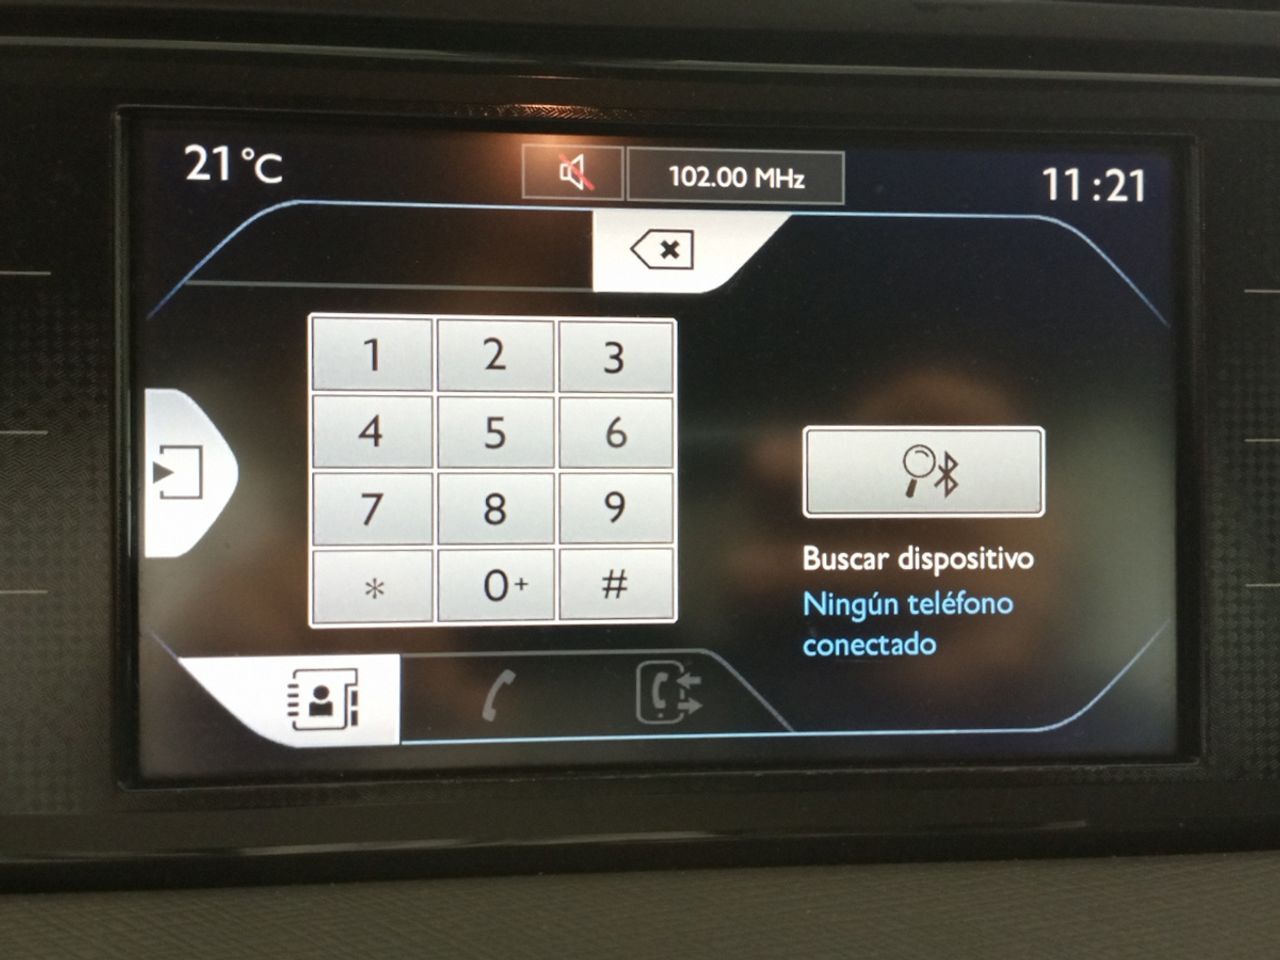 21 °C
102.00 MHz
11:21
1 2 3
4 5 6
7 8 9
* 0+ #
Buscar dispositivo
Ningún teléfono
conectado